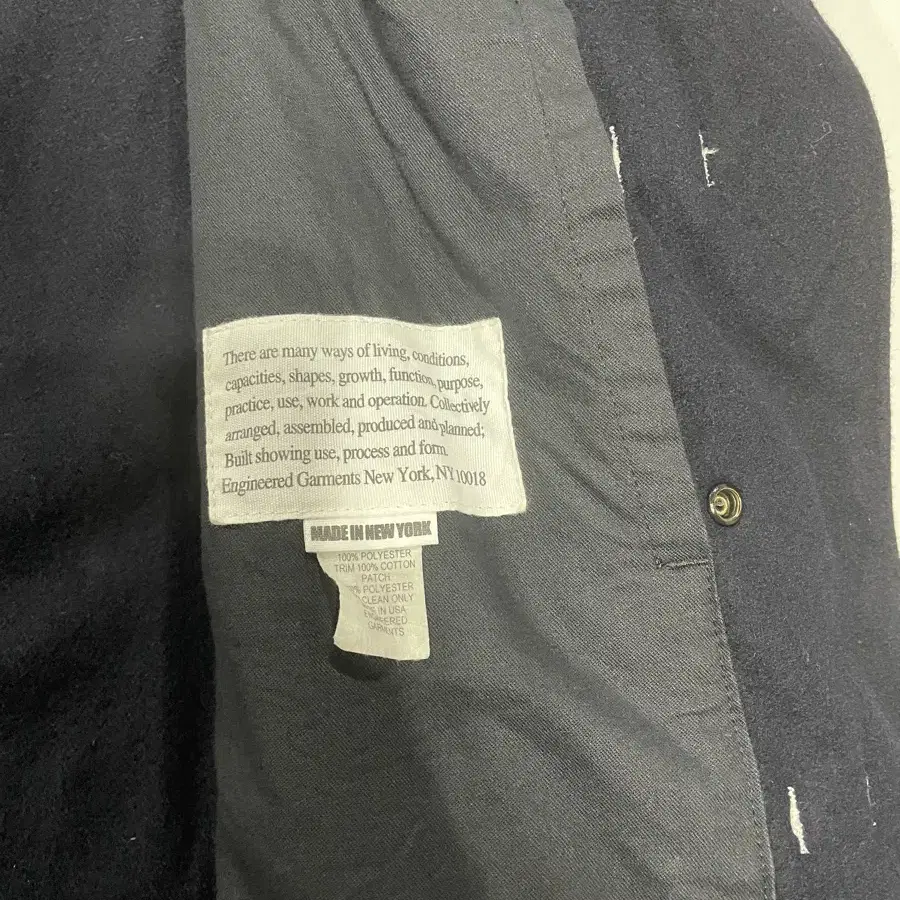 There are many ways of living, conditions,
capacities, shapes, growth, function, purpose,
practice, use, work and operation. Collectively
arranged, assembled, produced and planned;
Built showing use, process and form.
Engineered Garments New York, NY 10018
MADE IN NEW YORK
100% POLYESTER
TRIM 100% COTTON
PATCH
POLYESTER
CLEAN ONLY
IN USA